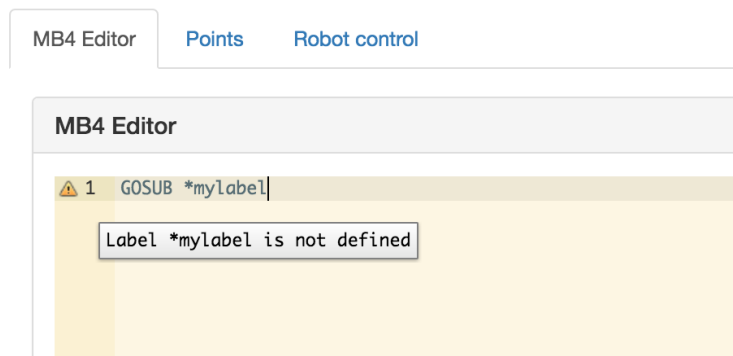 MB4 Editor Points Robot control
MB4 Editor
1 GOSUB *mylabel
Label *mylabel is not defined